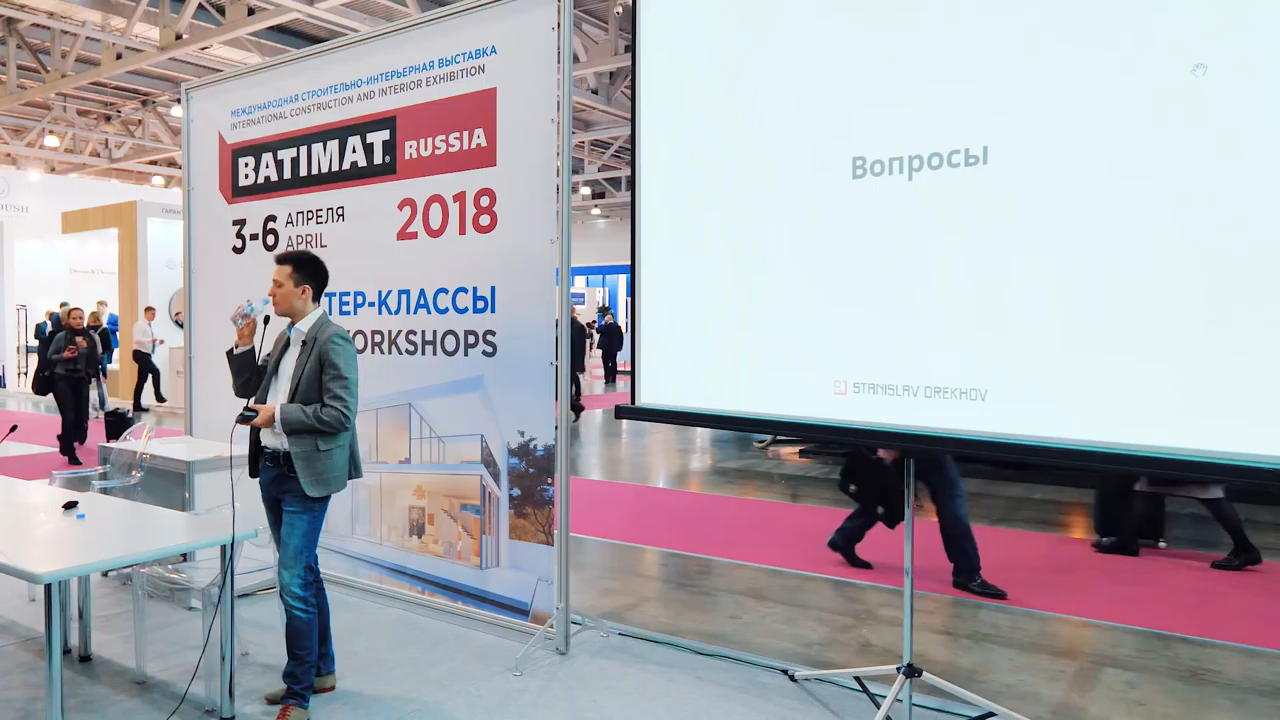 МЕЖДУНАРОДНАЯ СТРОИТЕЛЬНО-ИНТЕРЬЕРНАЯ ВЫСТАВКА
INTERNATIONAL CONSTRUCTION AND INTERIOR EXHIBITION
BATIMAT® RUSSIA
3-6 АПРЕЛЯ
APRIL
2018
ТЕР-КЛАССЫ
ORKSHOPS
Вопросы
STANISLAV OREKHOV